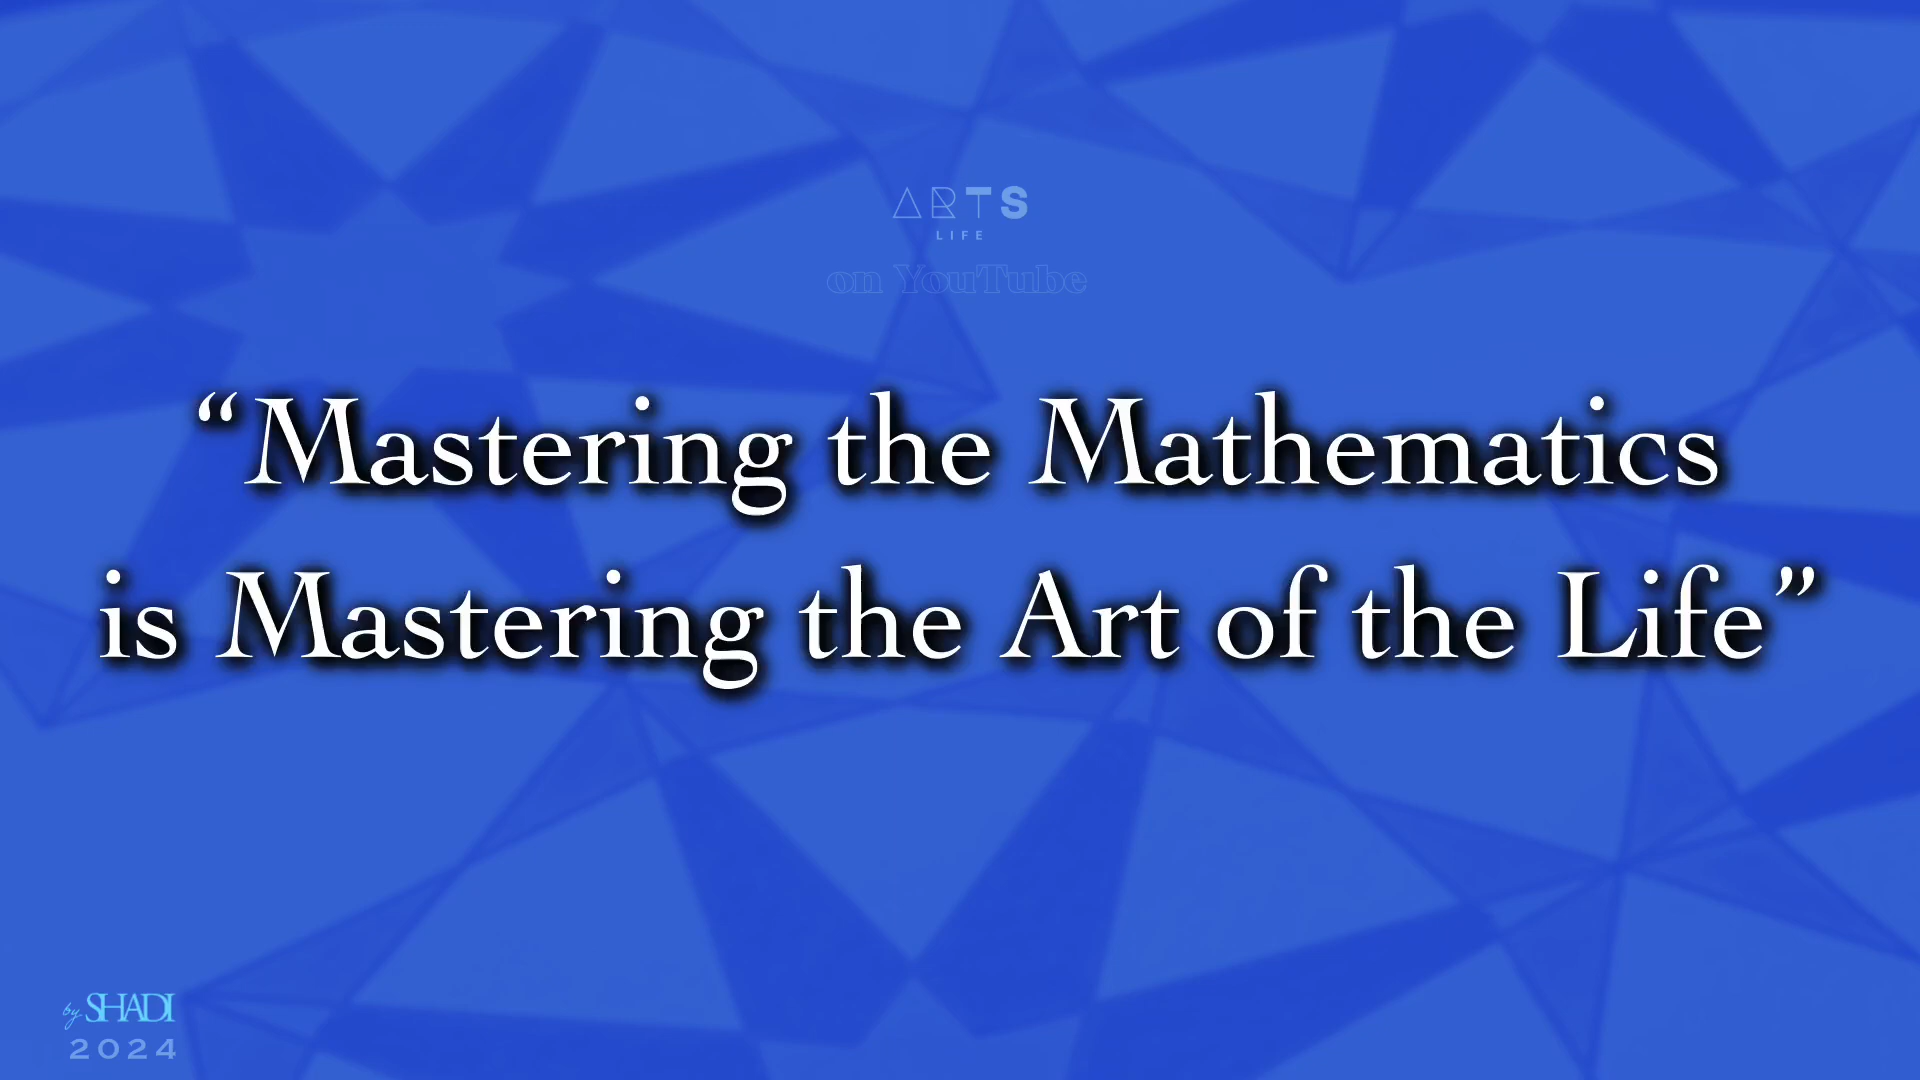 ARTS
LIFE
on YouTube
“Mastering the Mathematics
is Mastering the Art of the Life”
by SHADI
2024